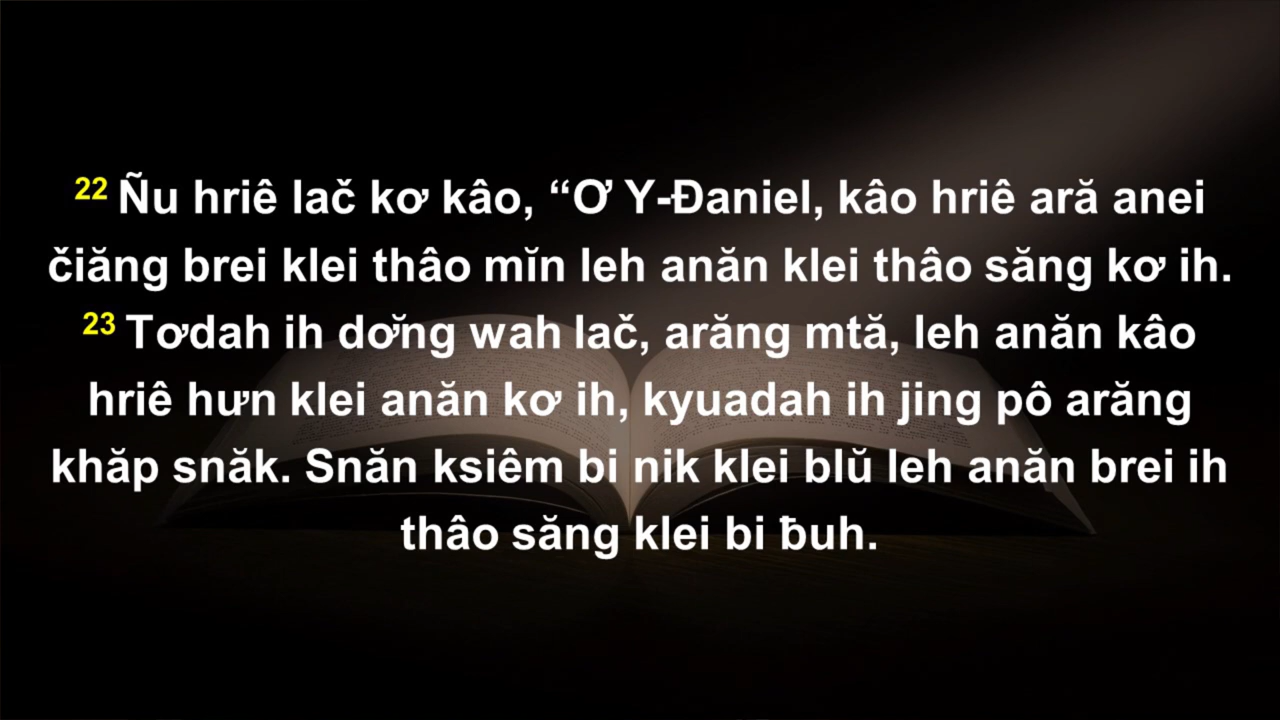 22 Ñu hriê lač kơ kâo, “Ơ Y-Đaniel, kâo hriê ară anei
čiăng brei klei thâo mĭn leh anăn klei thâo săng kơ ih.
23 Tơdah ih dơ̆ng wah lač, arăng mtă, leh anăn kâo
hriê hưn klei anăn kơ ih, kyuadah ih jing pô arăng
khăp snăk. Snăn ksiêm bi nik klei blŭ leh anăn brei ih
thâo săng klei bi ƀuh.